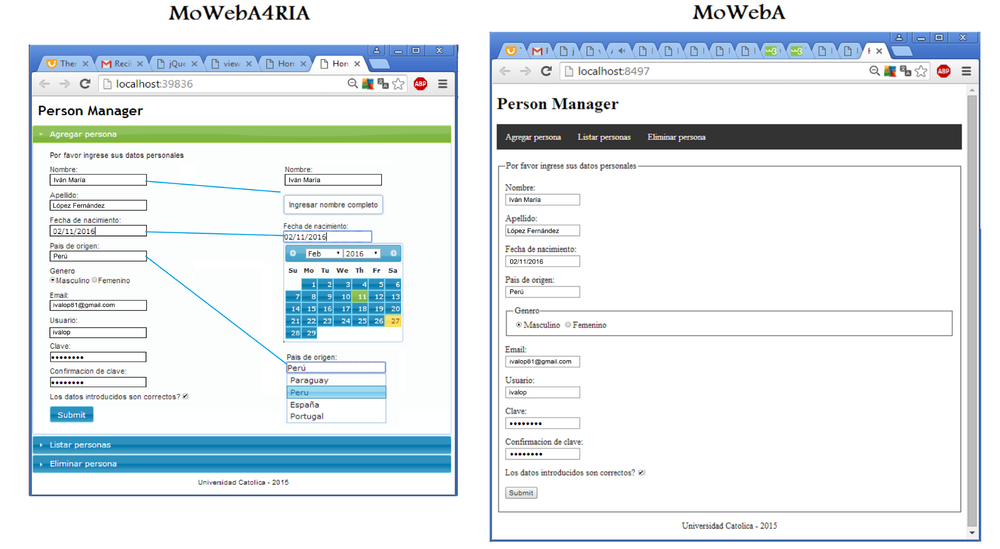 MoWebA4RIA
Ther
Recil
jQue
view
Hom
Hom
localhost:39836
ABP
Person Manager
Agregar persona
Por favor ingrese sus datos personales
Nombre:
Iván María
Apellido:
López Fernández
Fecha de nacimiento:
02/11/2016
Pais de origen:
Perú
Genero
Masculino Femenino
Email:
ivalop81@gmail.com
Usuario:
ivalop
Clave:
••••••••
Confirmacion de clave:
••••••••
Los datos introducidos son correctos?
Submit
Nombre:
Iván María
Ingresar nombre completo
Fecha de nacimiento:
02/11/2016
Feb 2016
Su Mo Tu We Th Fr Sa
1 2 3 4 5 6
7 8 9 10 11 12 13
14 15 16 17 18 19 20
21 22 23 24 25 26 27
28 29
Pais de origen:
Perú
Paraguay
Peru
España
Portugal
Listar personas
Eliminar persona
Universidad Catolica - 2015
MoWebA
localhost:8497
ABP
Person Manager
Agregar persona Listar personas Eliminar persona
Por favor ingrese sus datos personales
Nombre:
Iván María
Apellido:
López Fernández
Fecha de nacimiento:
02/11/2016
Pais de origen:
Perú
Genero
Masculino Femenino
Email:
ivalop81@gmail.com
Usuario:
ivalop
Clave:
••••••••
Confirmacion de clave:
••••••••
Los datos introducidos son correctos?
Submit
Universidad Catolica - 2015